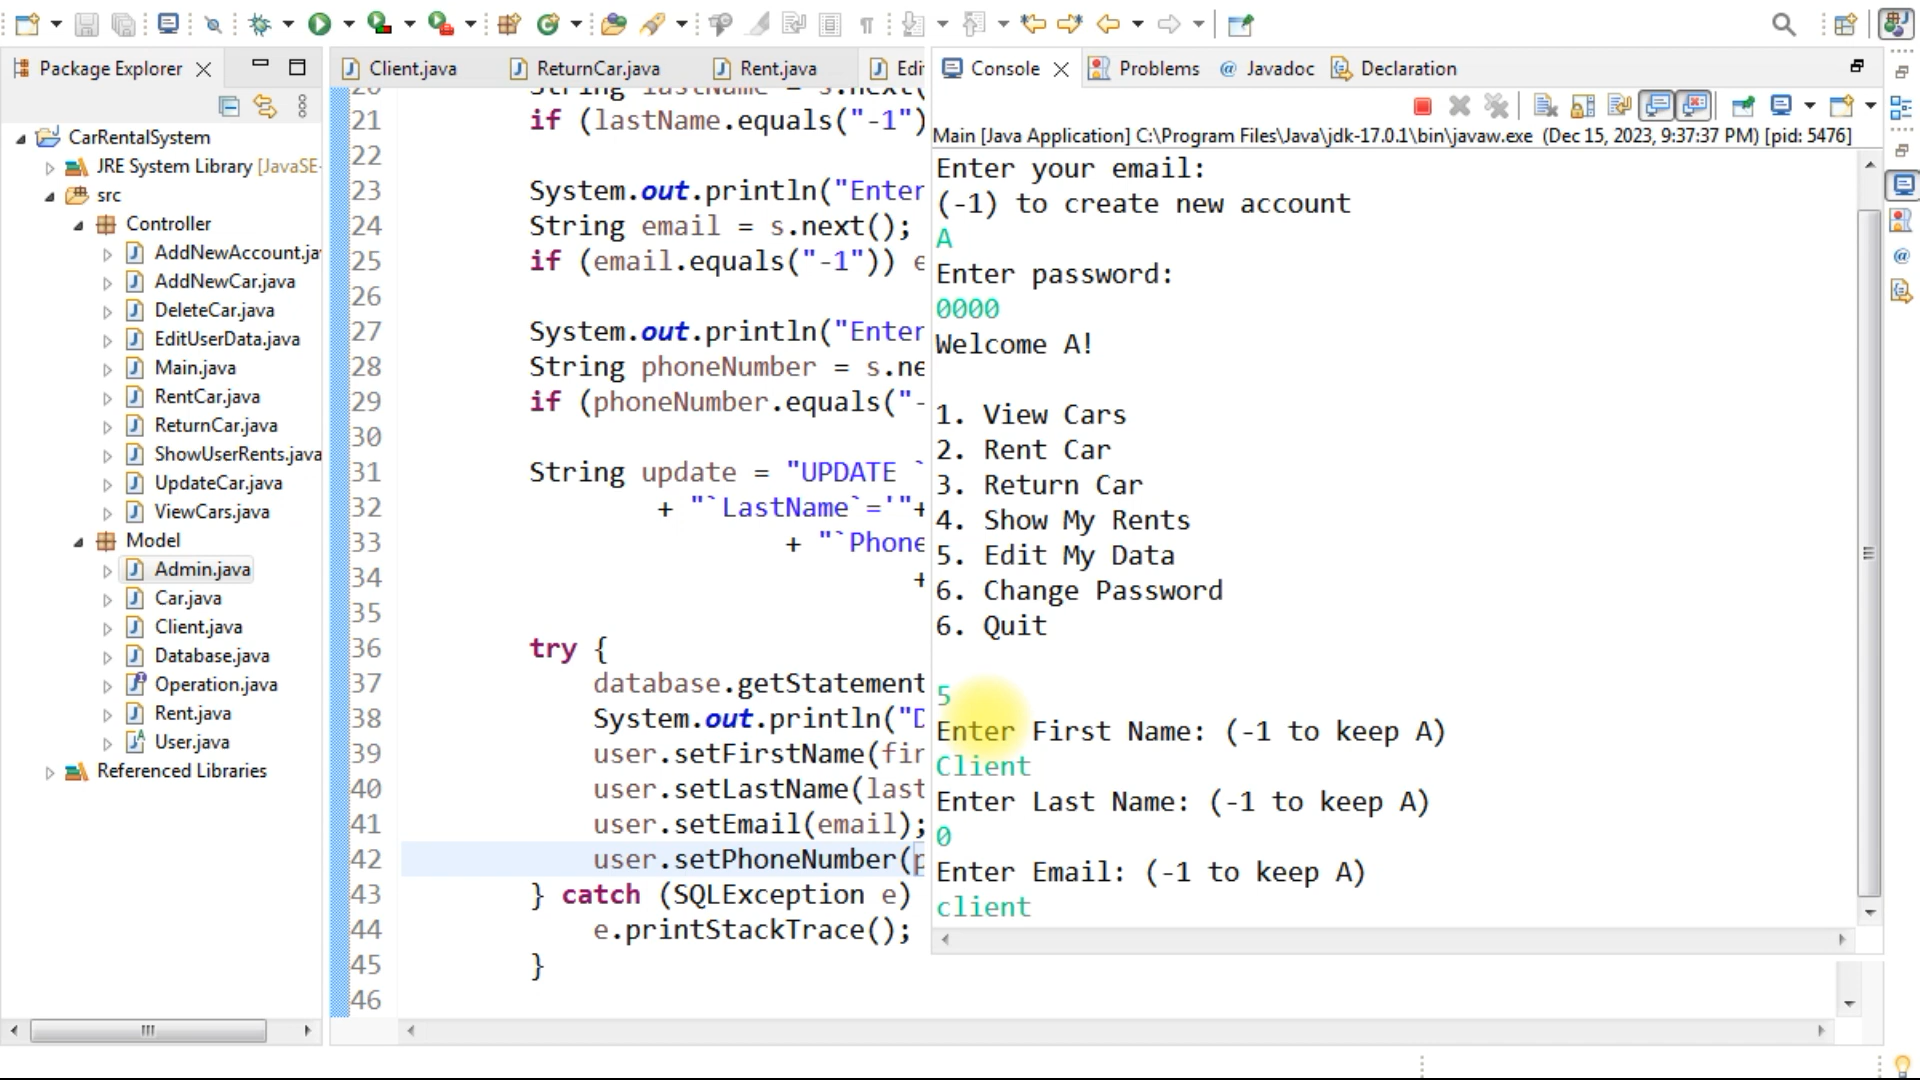 Package Explorer
CarRentalSystem
JRE System Library [JavaSE-
src
Controller
AddNewAccount.ja
AddNewCar.java
DeleteCar.java
EditUserData.java
Main.java
RentCar.java
ReturnCar.java
ShowUserRents.java
UpdateCar.java
ViewCars.java
Model
Admin.java
Car.java
Client.java
Database.java
Operation.java
Rent.java
User.java
Referenced Libraries
Client.java ReturnCar.java Rent.java Edi
20 String lastName = s.next(
21 if (lastName.equals("-1")
22
23 System.out.println("Enter
24 String email = s.next();
25 if (email.equals("-1")) e
26
27 System.out.println("Enter
28 String phoneNumber = s.ne
29 if (phoneNumber.equals("-
30
31 String update = "UPDATE `
32 + "`LastName`='"+
33 + "`Phone
34 +
35
36 try {
37 database.getStatement
38 System.out.println("D
39 user.setFirstName(fir
40 user.setLastName(last
41 user.setEmail(email);
42 user.setPhoneNumber(p
43 } catch (SQLException e)
44 e.printStackTrace();
45 }
46
Console Problems @ Javadoc Declaration
Main [Java Application] C:\Program Files\Java\jdk-17.0.1\bin\javaw.exe (Dec 15, 2023, 9:37:37 PM) [pid: 5476]
Enter your email:
(-1) to create new account
A
Enter password:
0000
Welcome A!
1. View Cars
2. Rent Car
3. Return Car
4. Show My Rents
5. Edit My Data
6. Change Password
6. Quit
5
Enter First Name: (-1 to keep A)
Client
Enter Last Name: (-1 to keep A)
0
Enter Email: (-1 to keep A)
client